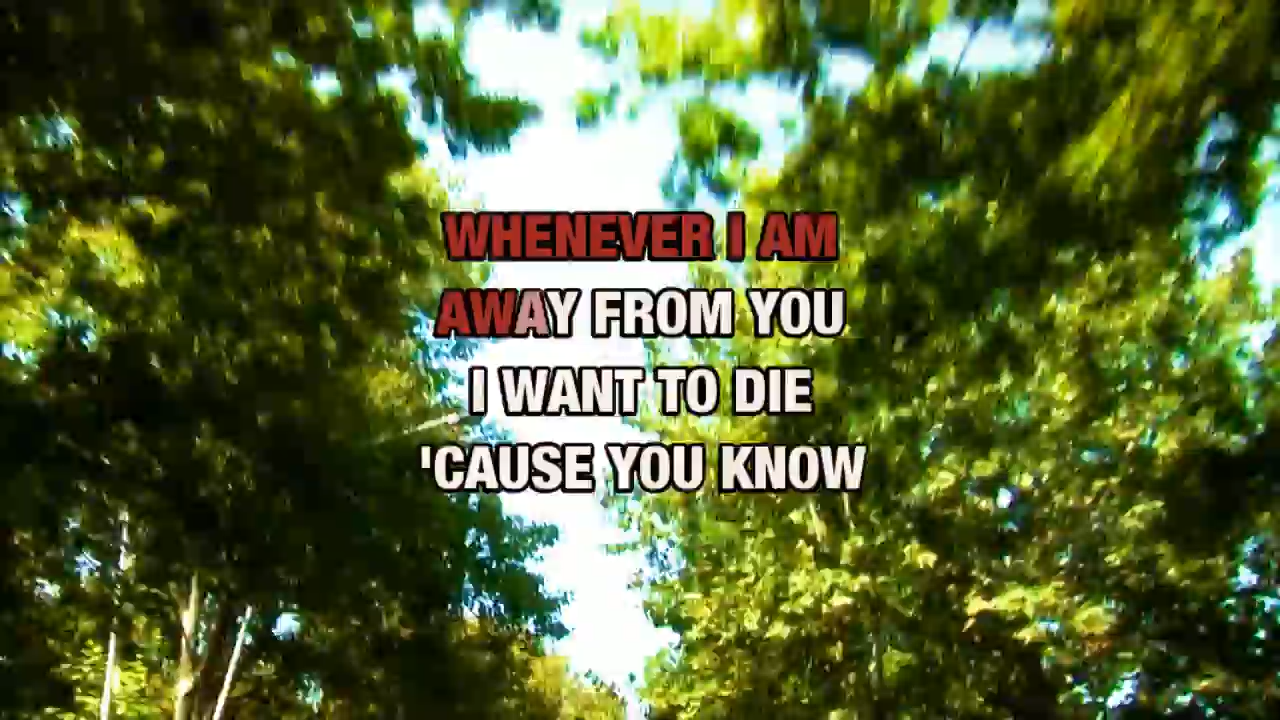 WHENEVER I AM
AWAY FROM YOU
I WANT TO DIE
'CAUSE YOU KNOW